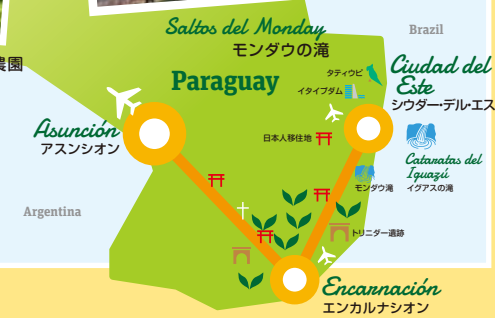 Saltos del Monday
モンダウの滝
Brazil
農園
Paraguay
タティウピ
イタイプダム
Ciudad del
Este
シウダー・デル・エス
Asunción
アスンシオン
日本人移住地
Cataratas del
Iguazú
イグアスの滝
モンダウ滝
Argentina
トリニダー遺跡
Encarnación
エンカルナシオン